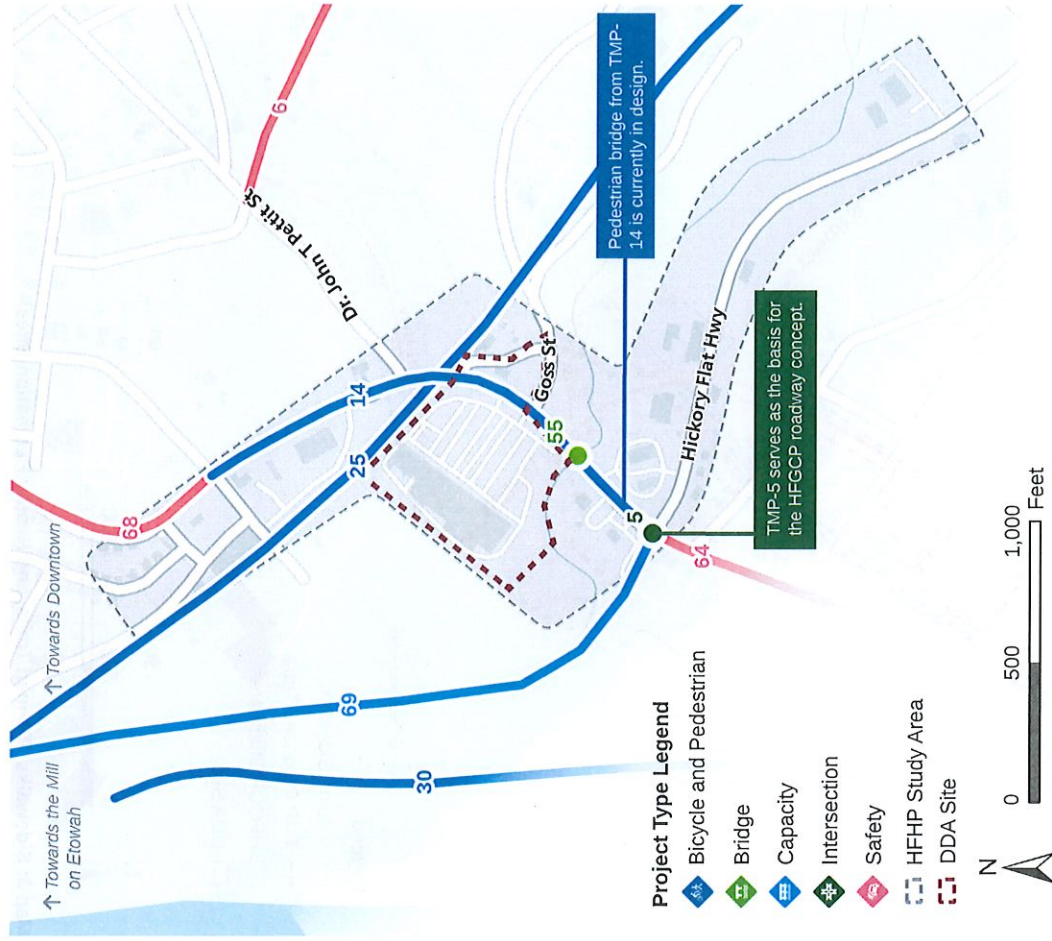 ↑ Towards the Mill
on Etowah
↑ Towards Downtown
68
6
Dr. John T Pettit St
14
25
69
30
Goss St
55
5
64
Hickory Flat Hwy
Pedestrian bridge from TMP-
14 is currently in design.
TMP-5 serves as the basis for
the HFGCP roadway concept.
Project Type Legend
Bicycle and Pedestrian
Bridge
Capacity
Intersection
Safety
HFHP Study Area
DDA Site
N
0 500 1,000
Feet